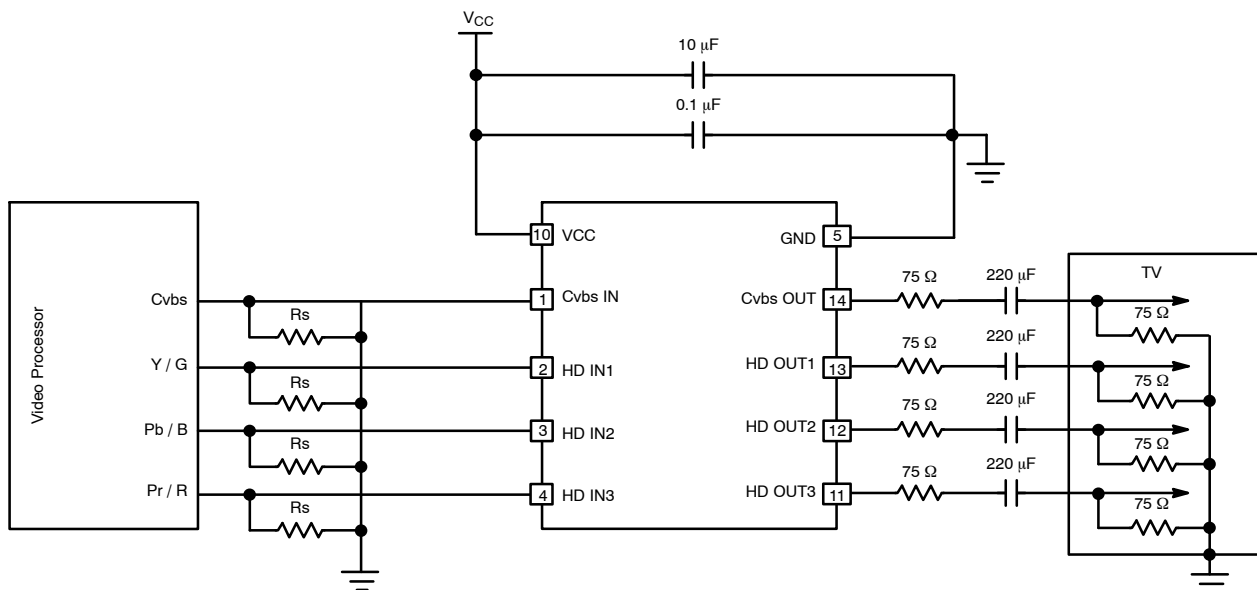 VCC
10 μF
0.1 μF
10 VCC
GND 5
Video Processor
Cvbs
Rs
1 Cvbs IN
Cvbs OUT 14
75 Ω
220 μF
TV
75 Ω
Y / G
Rs
2 HD IN1
HD OUT1 13
75 Ω
220 μF
75 Ω
Pb / B
Rs
3 HD IN2
HD OUT2 12
75 Ω
220 μF
75 Ω
Pr / R
Rs
4 HD IN3
HD OUT3 11
75 Ω
220 μF
75 Ω